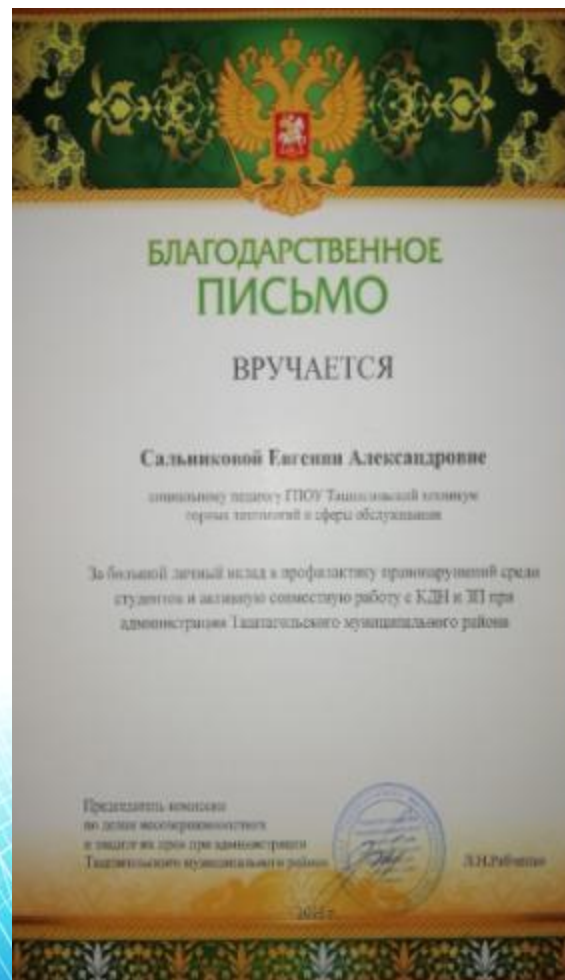 БЛАГОДАРСТВЕННОЕ
ПИСЬМО
ВРУЧАЕТСЯ
Сальниковой Евгении Александровне
социальному педагогу ГПОУ Таштагольский техникум
горных технологий и сферы обслуживания
За большой личный вклад в профилактику правонарушений среди
студентов и активную совместную работу с КДН и ЗП при
администрации Таштагольского муниципального района
Председатель комиссии
по делам несовершеннолетних
и защите их прав при администрации
Таштагольского муниципального района